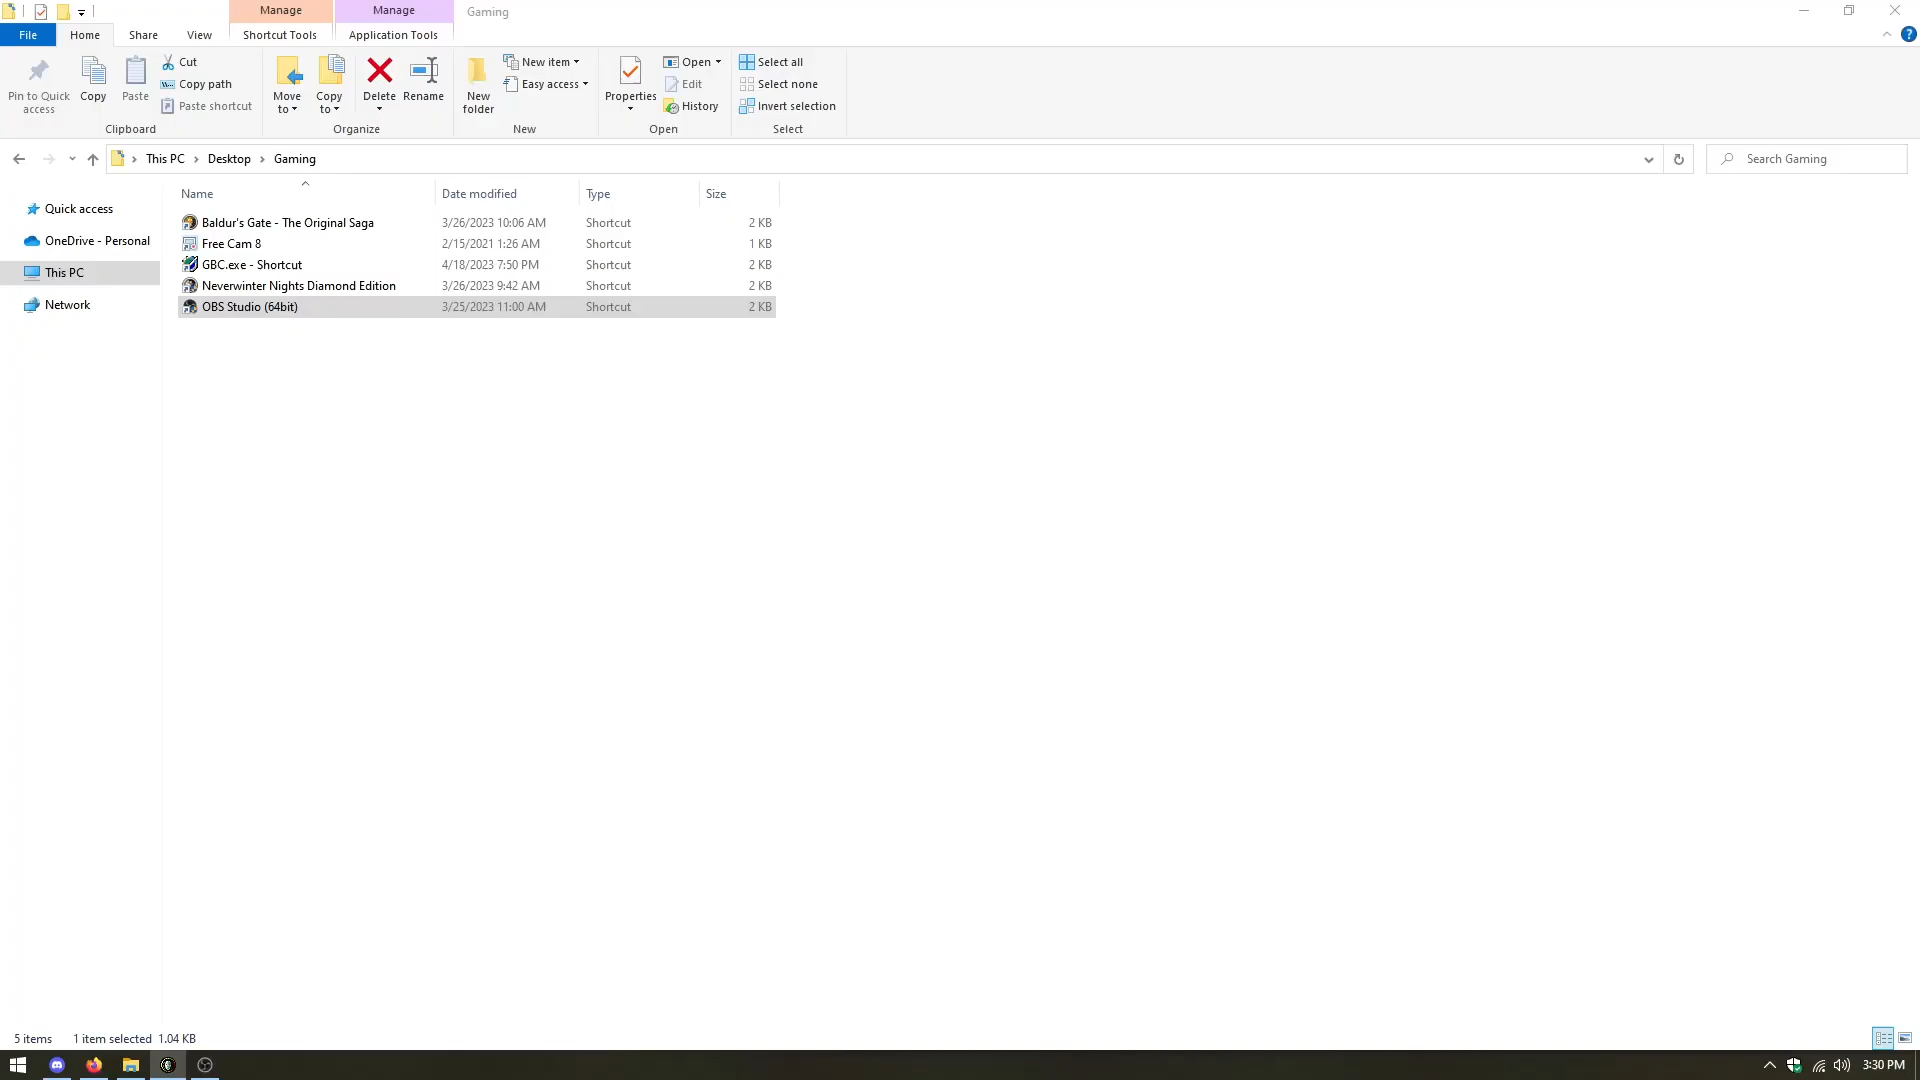 Manage
Manage
Gaming
File
Home
Share
View
Shortcut Tools
Application Tools
?
Pin to Quick
access
Copy
Paste
Cut
Copy path
Paste shortcut
Clipboard
Move
to
Copy
to
Delete
Rename
Organize
New
folder
New item
Easy access
New
Properties
Open
Edit
History
Open
Select all
Select none
Invert selection
Select
This PC
Desktop
Gaming
Search Gaming
Quick access
OneDrive - Personal
This PC
Network
Name
Date modified
Type
Size
Baldur's Gate - The Original Saga
3/26/2023 10:06 AM
Shortcut
2 KB
Free Cam 8
2/15/2021 1:26 AM
Shortcut
1 KB
GBC.exe - Shortcut
4/18/2023 7:50 PM
Shortcut
2 KB
Neverwinter Nights Diamond Edition
3/26/2023 9:42 AM
Shortcut
2 KB
OBS Studio (64bit)
3/25/2023 11:00 AM
Shortcut
2 KB
5 items
1 item selected 1.04 KB
3:30 PM